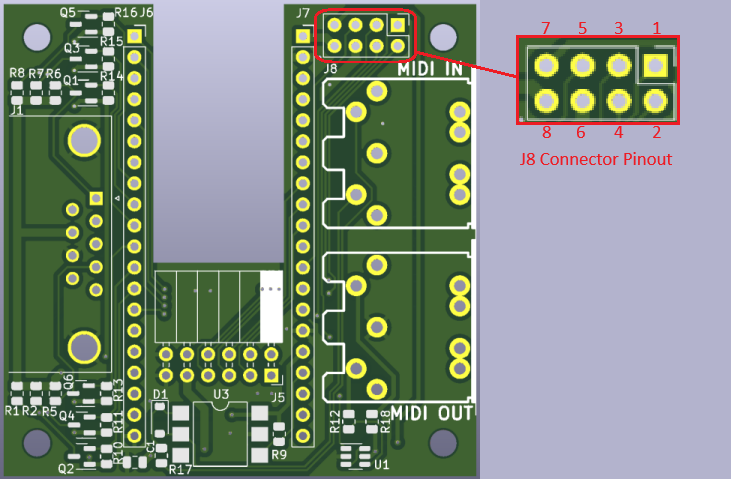 Q5
R16
J6
J7
7 5 3 1
R15
Q3
J8
MIDI IN
R8
R7
R6
Q1
R14
J1
8 6 4 2
J8 Connector Pinout
Q6
R13
D1
U3
J5
R1
R2
R5
Q4
R11
R12
R18
MIDI OUT
C1
R10
Q2
R17
R9
U1